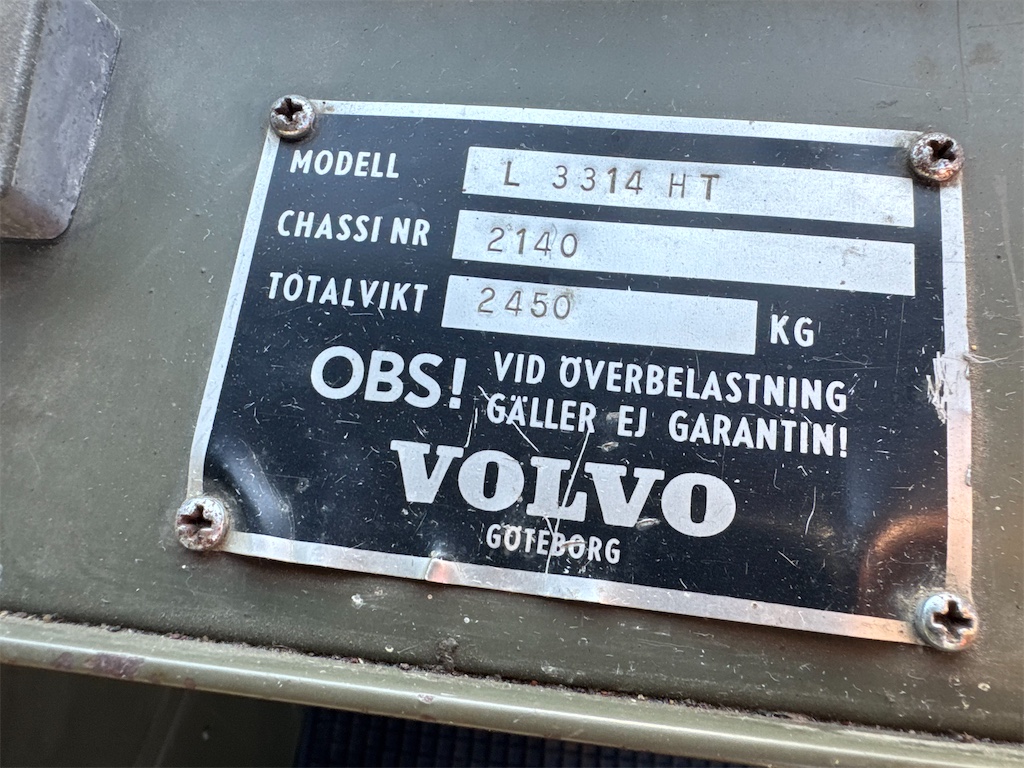 MODELL L 3314 HT
CHASSI NR 2140
TOTALVIKT 2450 KG
OBS! VID ÖVERBELASTNING
GÄLLER EJ GARANTIN!
VOLVO
GÖTEBORG